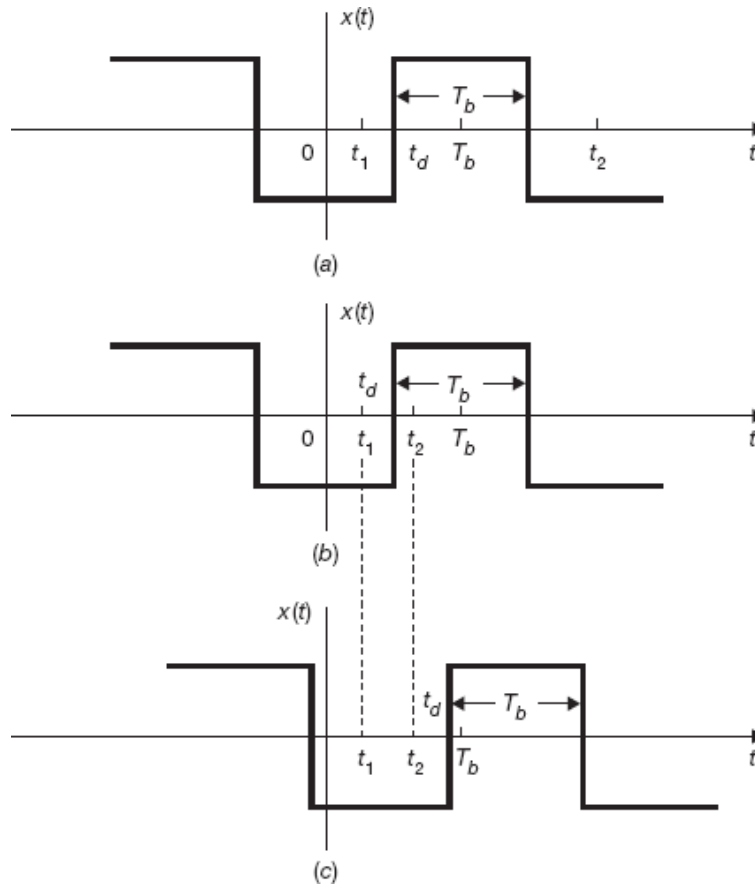 x(t)
T_b
0 t_1 t_d T_b t_2 t
(a)
x(t)
t_d T_b
0 t_1 t_2 T_b t
(b)
x(t)
t_d T_b
t_1 t_2 T_b t
(c)